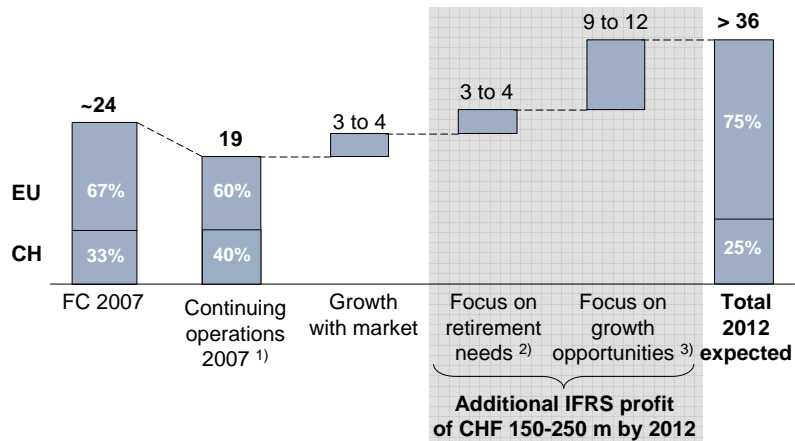 9 to 12
> 36
~24
19
3 to 4
3 to 4
75%
EU
67%
60%
CH
33%
40%
25%
FC 2007
Continuing
operations
2007 1)
Growth
with market
Focus on
retirement
needs 2)
Focus on
growth
opportunities 3)
Total
2012
expected
Additional IFRS profit
of CHF 150-250 m by 2012